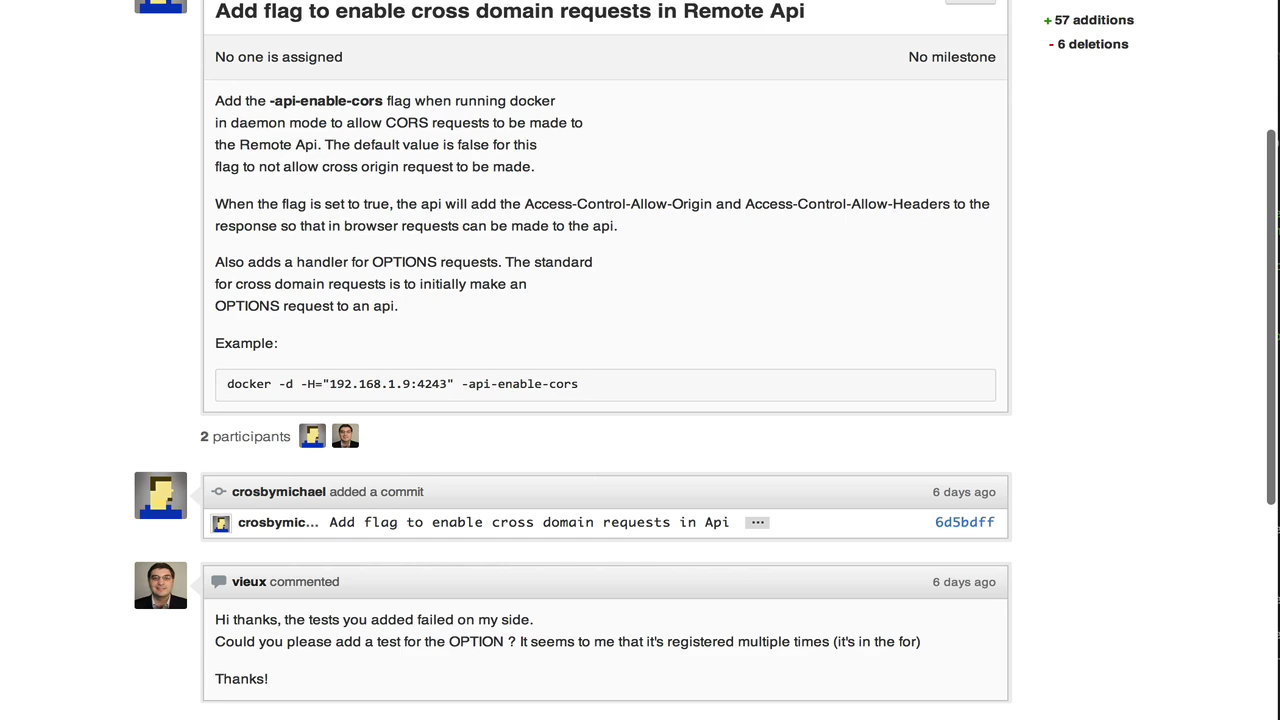 Add flag to enable cross domain requests in Remote Api
+ 57 additions
- 6 deletions
No one is assigned
No milestone
Add the -api-enable-cors flag when running docker
in daemon mode to allow CORS requests to be made to
the Remote Api. The default value is false for this
flag to not allow cross origin request to be made.
When the flag is set to true, the api will add the Access-Control-Allow-Origin and Access-Control-Allow-Headers to the
response so that in browser requests can be made to the api.
Also adds a handler for OPTIONS requests. The standard
for cross domain requests is to initially make an
OPTIONS request to an api.
Example:
docker -d -H="192.168.1.9:4243" -api-enable-cors
2 participants
crosbymichael added a commit
6 days ago
crosbymic... Add flag to enable cross domain requests in Api ...
6d5bdff
vieux commented
6 days ago
Hi thanks, the tests you added failed on my side.
Could you please add a test for the OPTION ? It seems to me that it's registered multiple times (it's in the for)
Thanks!